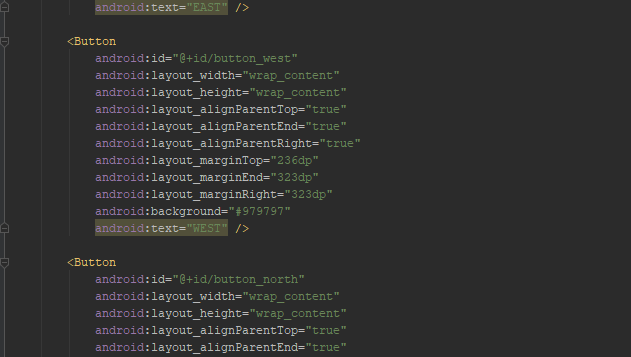 android:text="EAST" />
<Button
android:id="@+id/button_west"
android:layout_width="wrap_content"
android:layout_height="wrap_content"
android:layout_alignParentTop="true"
android:layout_alignParentEnd="true"
android:layout_alignParentRight="true"
android:layout_marginTop="236dp"
android:layout_marginEnd="323dp"
android:layout_marginRight="323dp"
android:background="#979797"
android:text="WEST" />
<Button
android:id="@+id/button_north"
android:layout_width="wrap_content"
android:layout_height="wrap_content"
android:layout_alignParentTop="true"
android:layout_alignParentEnd="true"